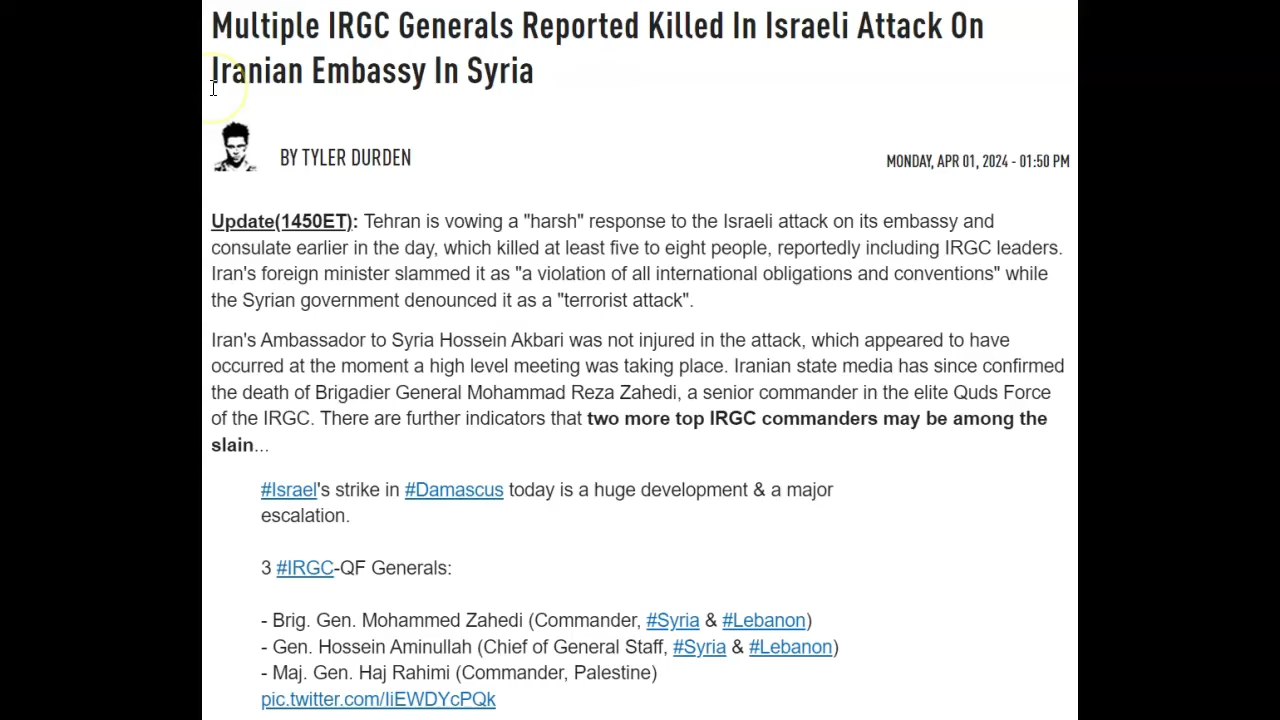 Multiple IRGC Generals Reported Killed In Israeli Attack On
Iranian Embassy In Syria
BY TYLER DURDEN
MONDAY, APR 01, 2024 - 01:50 PM
Update(1450ET): Tehran is vowing a "harsh" response to the Israeli attack on its embassy and
consulate earlier in the day, which killed at least five to eight people, reportedly including IRGC leaders.
Iran's foreign minister slammed it as "a violation of all international obligations and conventions" while
the Syrian government denounced it as a "terrorist attack".
Iran's Ambassador to Syria Hossein Akbari was not injured in the attack, which appeared to have
occurred at the moment a high level meeting was taking place. Iranian state media has since confirmed
the death of Brigadier General Mohammad Reza Zahedi, a senior commander in the elite Quds Force
of the IRGC. There are further indicators that two more top IRGC commanders may be among the
slain...
#Israel's strike in #Damascus today is a huge development & a major
escalation.
3 #IRGC-QF Generals:
- Brig. Gen. Mohammed Zahedi (Commander, #Syria & #Lebanon)
- Gen. Hossein Aminullah (Chief of General Staff, #Syria & #Lebanon)
- Maj. Gen. Haj Rahimi (Commander, Palestine)
pic.twitter.com/IiEWDYcPQk